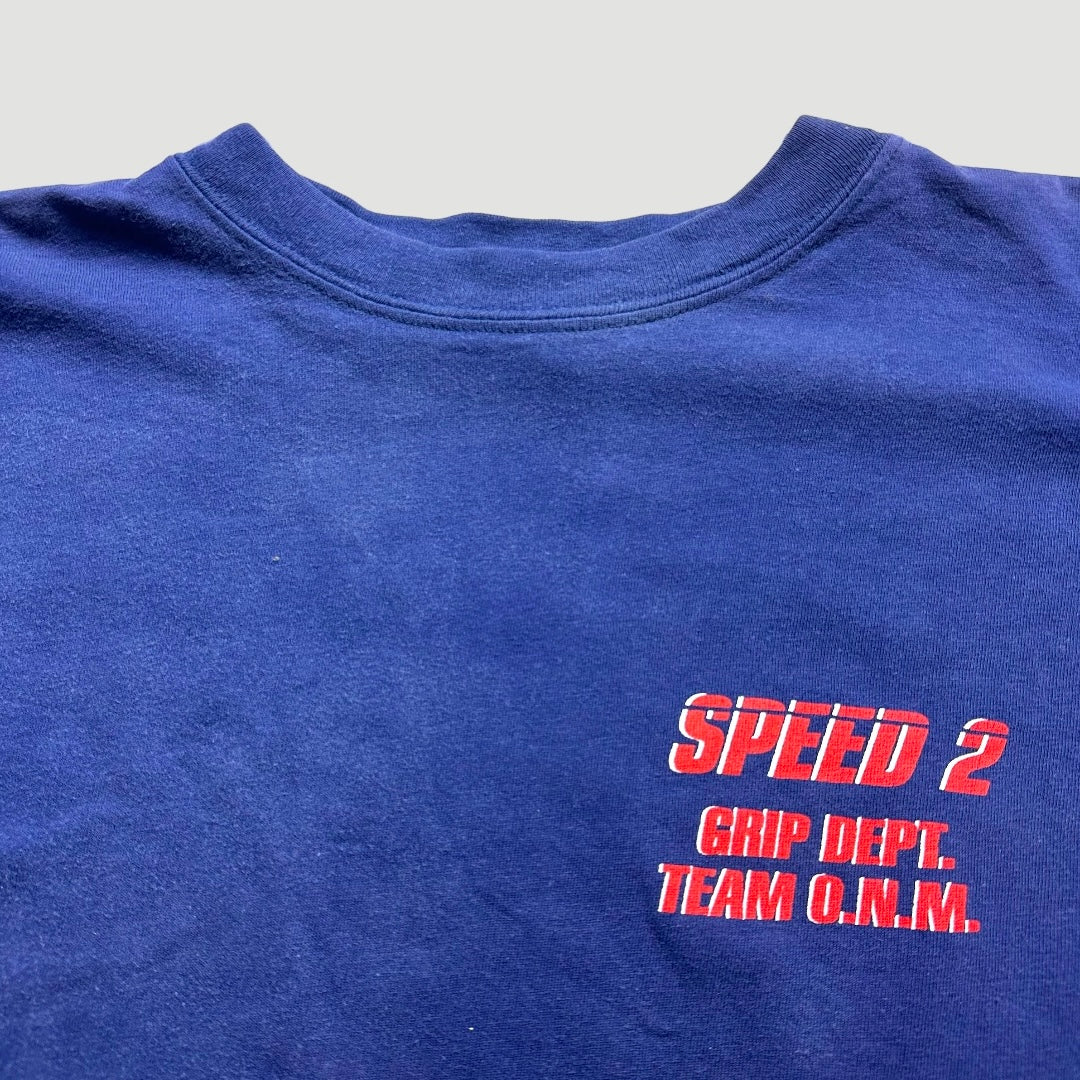 SPEED 2
GRIP DEPT.
TEAM O.N.M.